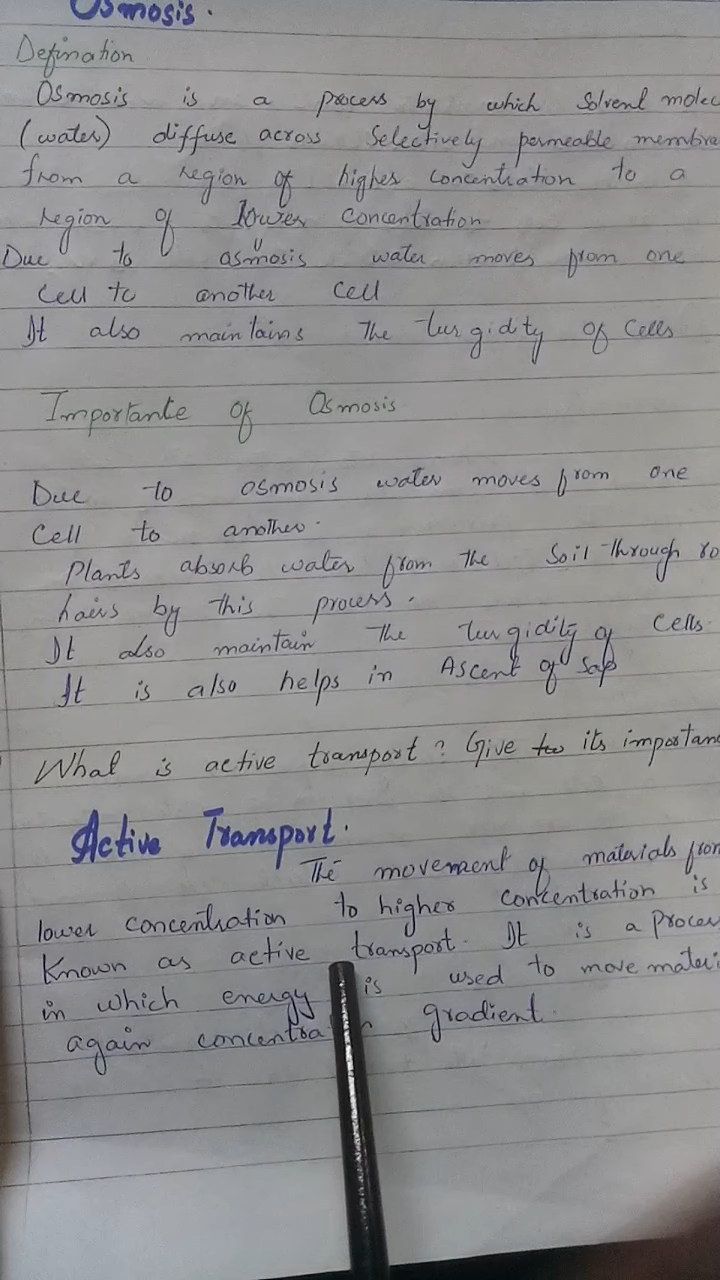 Osmosis.
Defination
Osmosis is a process by which Solvent molec
(water) diffuse across Selectively permeable membra
from a region of higher concentration to a
region of lower concentration
Due to osmosis water moves from one
Cell to another Cell
It also maintains the turgidity of Cells
Importante of Osmosis
Due to osmosis water moves from one
Cell to another.
Plants absorb water from the Soil through ro
hairs by this process.
It also maintain the turgidity of Cells.
It is also helps in Ascent of Sap
What is active transport? Give its importan
Active Transport.
The movement of materials from
lower concentration to higher concentration is
Known as active transport. It is a Proces
in which energy is used to move materi
again concentra n gradient.